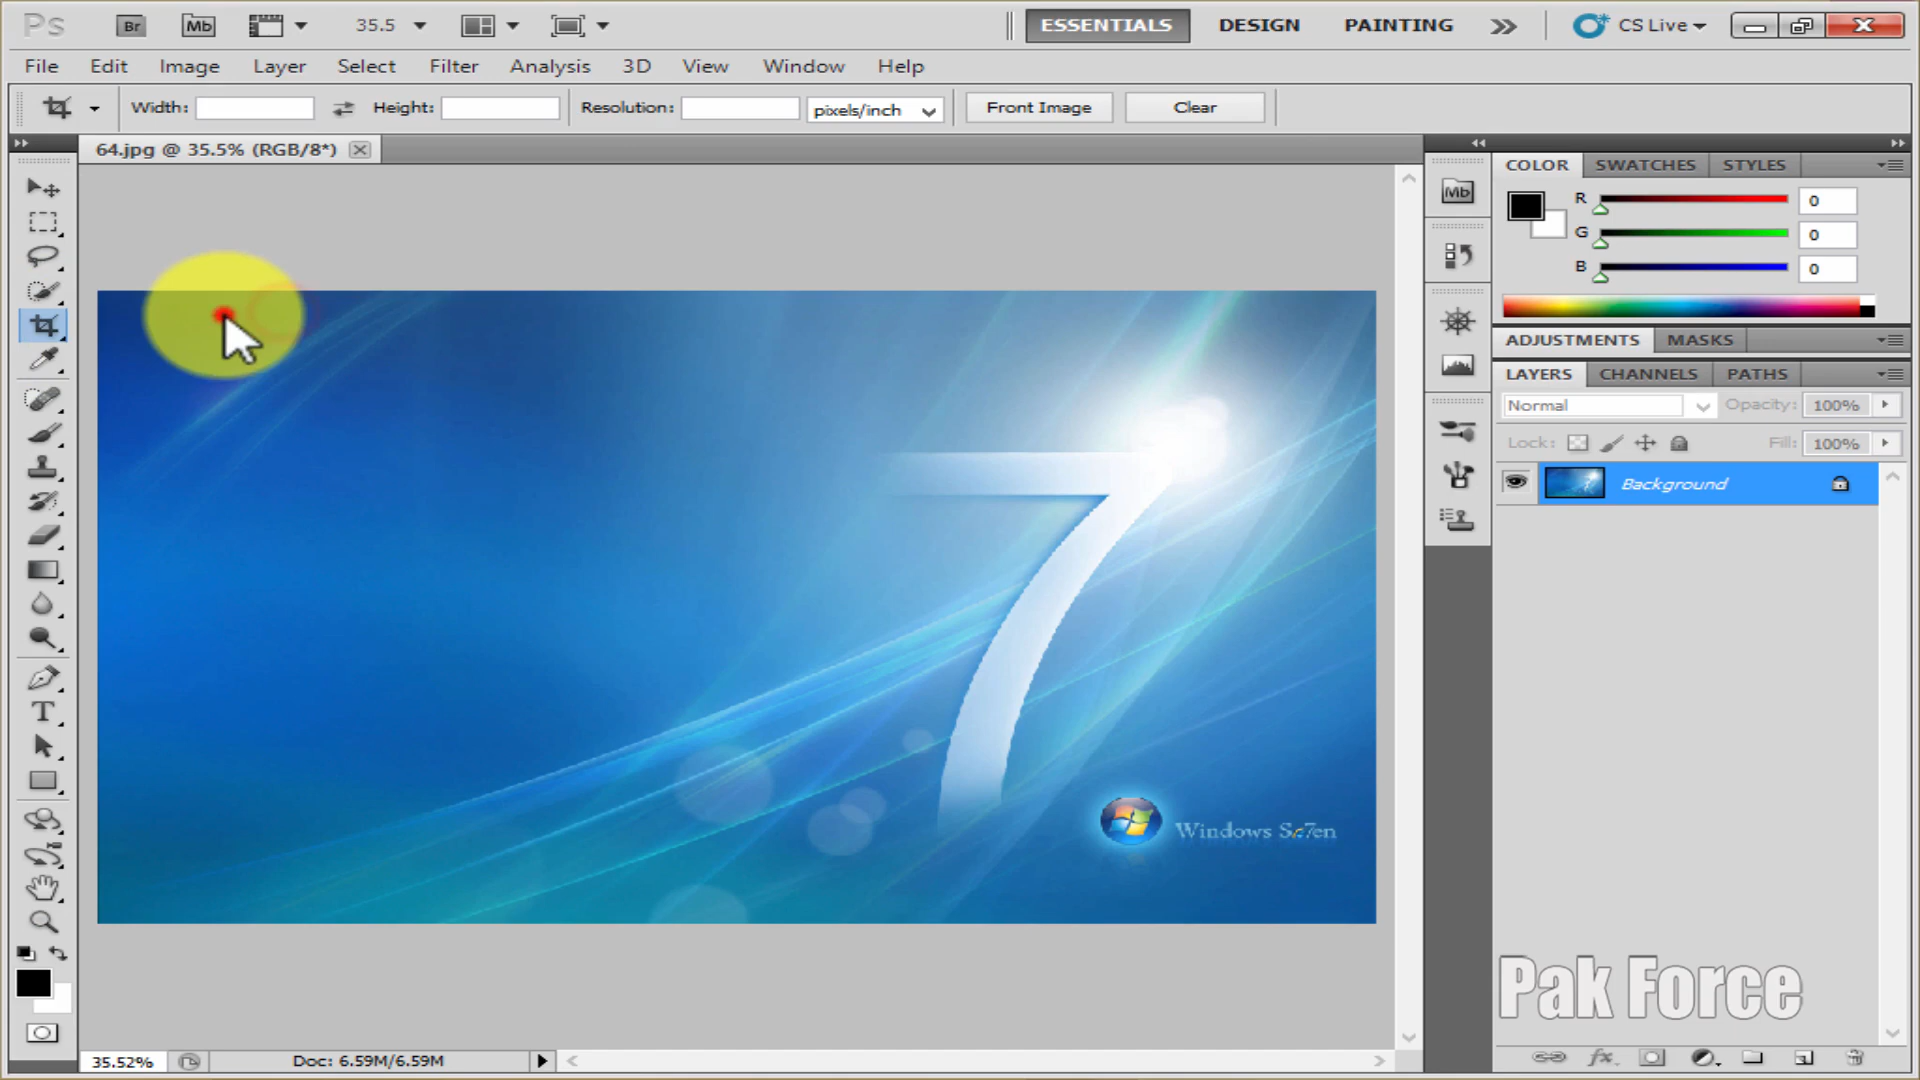 Ps Br Mb 35.5 ESSENTIALS DESIGN PAINTING CS Live
File Edit Image Layer Select Filter Analysis 3D View Window Help
Width: Height: Resolution: pixels/inch Front Image Clear
64.jpg @ 35.5% (RGB/8*)
COLOR SWATCHES STYLES
Mb
R 0
G 0
B 0
ADJUSTMENTS MASKS
LAYERS CHANNELS PATHS
Normal Opacity: 100%
Lock: Fill: 100%
Background
T
7
Windows Se7en
Pak Force
35.52% Doc: 6.59M/6.59M
fx